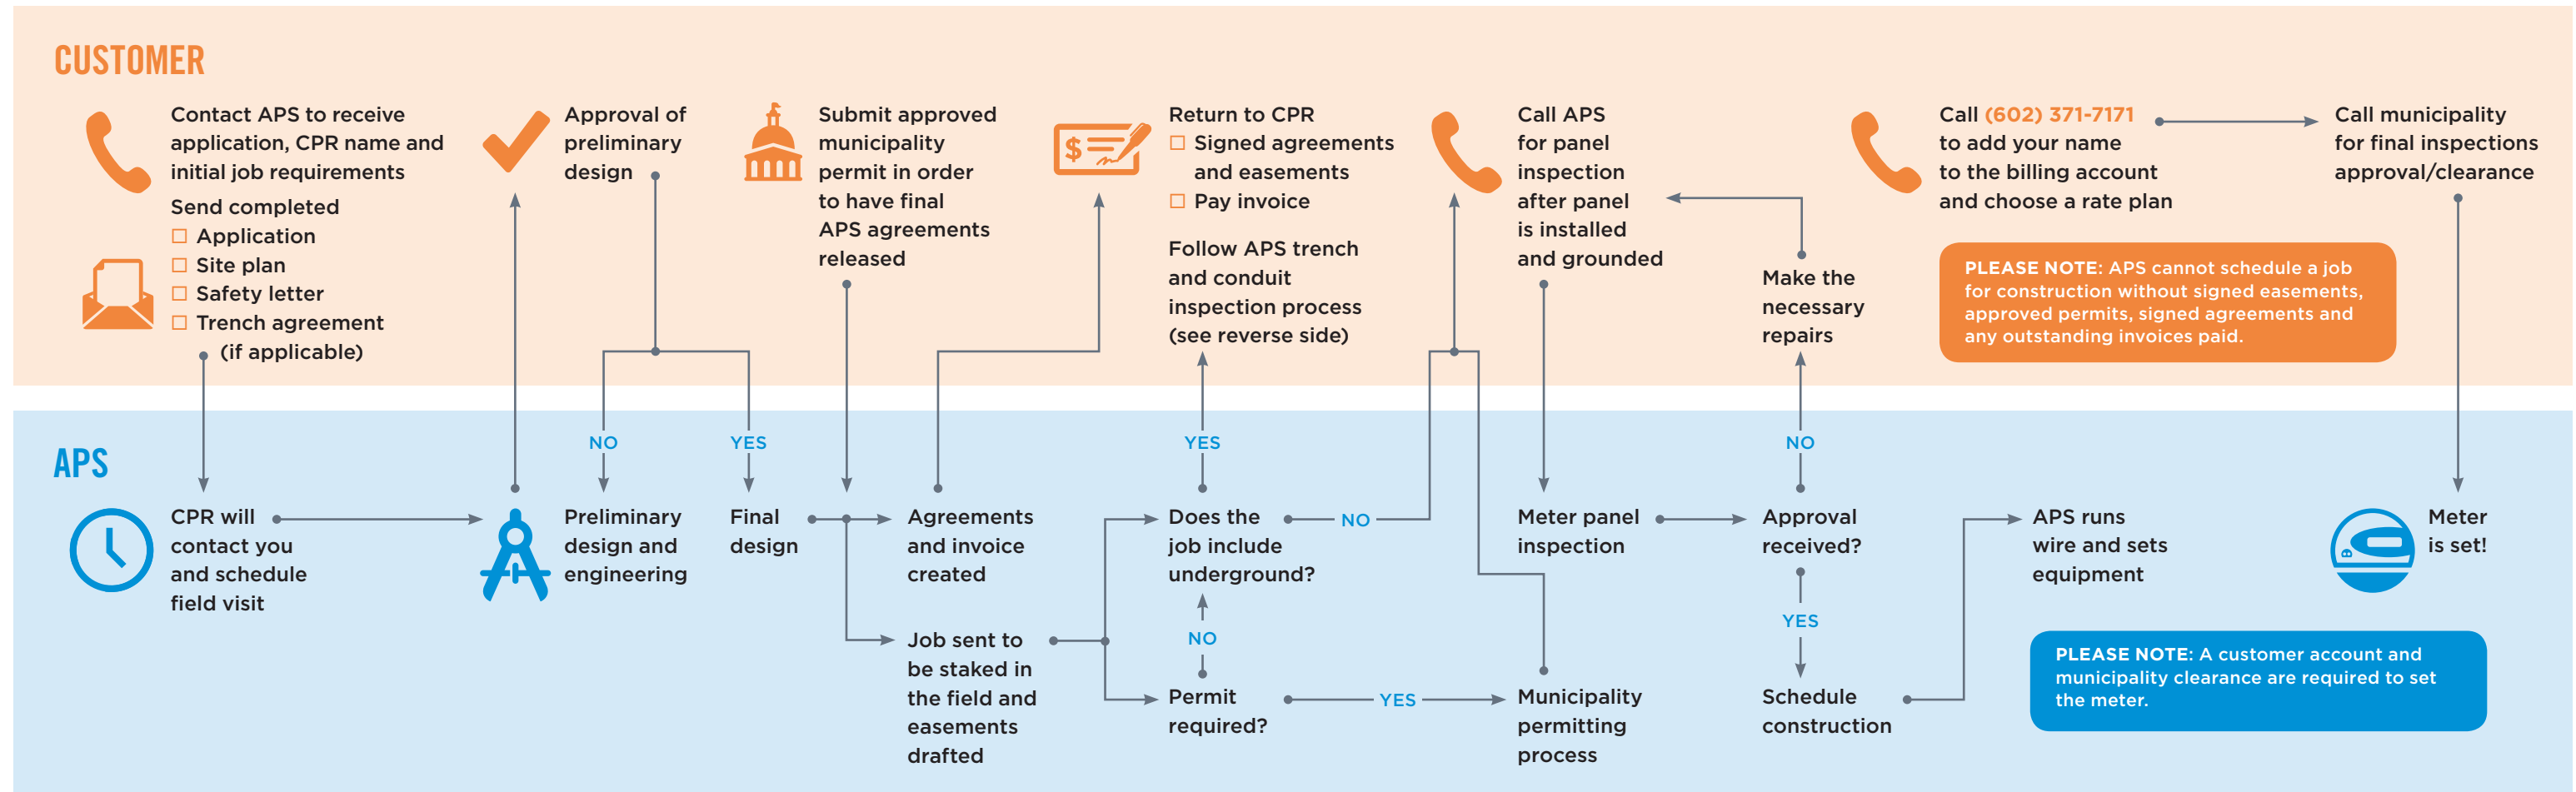 CUSTOMER
Contact APS to receive
application, CPR name and
initial job requirements
Send completed
Application
Site plan
Safety letter
Trench agreement
(if applicable)
Approval of
preliminary
design
Submit approved
municipality
permit in order
to have final
APS agreements
released
$
Return to CPR
Signed agreements
and easements
Pay invoice
Follow APS trench
and conduit
inspection process
(see reverse side)
Call APS
for panel
inspection
after panel
is installed
and grounded
Make the
necessary
repairs
Call (602) 371-7171
to add your name
to the billing account
and choose a rate plan
Call municipality
for final inspections
approval/clearance
PLEASE NOTE: APS cannot schedule a job
for construction without signed easements,
approved permits, signed agreements and
any outstanding invoices paid.
NO
YES
YES
NO
APS
CPR will
contact you
and schedule
field visit
Preliminary
design and
engineering
Final
design
Agreements
and invoice
created
Job sent to
be staked in
the field and
easements
drafted
Does the
job include
underground?
NO
NO
Permit
required?
YES
Meter panel
inspection
Municipality
permitting
process
Approval
received?
YES
Schedule
construction
APS runs
wire and sets
equipment
Meter
is set!
PLEASE NOTE: A customer account and
municipality clearance are required to set
the meter.